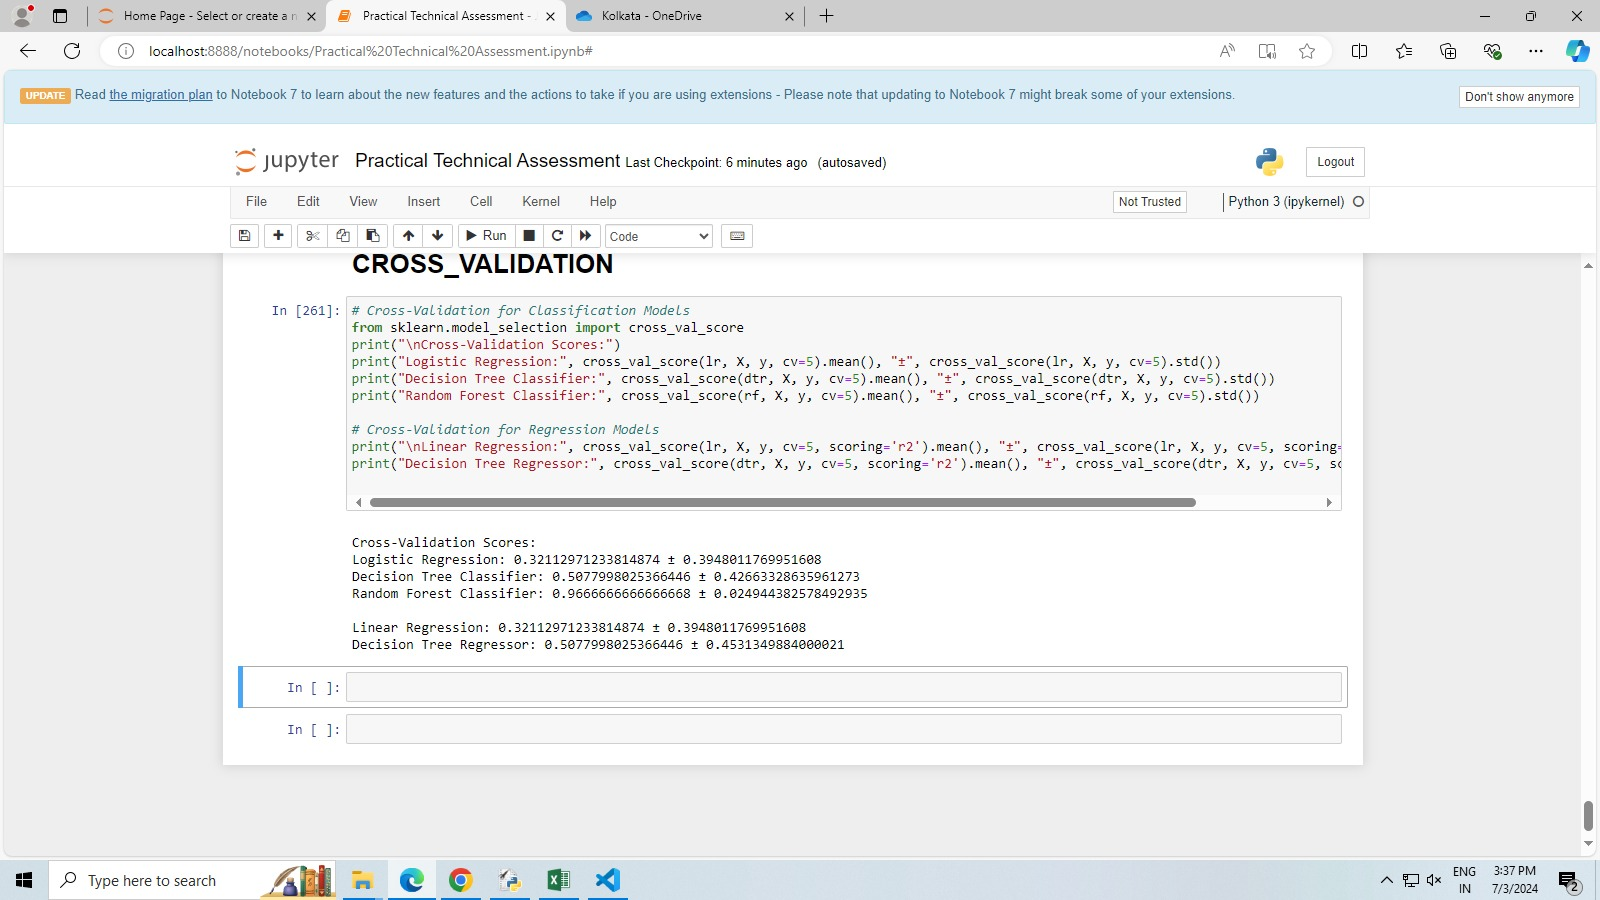 Home Page - Select or create a n
Practical Technical Assessment -
Kolkata - OneDrive
localhost:8888/notebooks/Practical%20Technical%20Assessment.ipynb#
UPDATE Read the migration plan to Notebook 7 to learn about the new features and the actions to take if you are using extensions - Please note that updating to Notebook 7 might break some of your extensions.
Don't show anymore
jupyter Practical Technical Assessment Last Checkpoint: 6 minutes ago (autosaved)
Logout
File Edit View Insert Cell Kernel Help
Not Trusted
Python 3 (ipykernel)
Run
Code
CROSS_VALIDATION
In [261]:
# Cross-Validation for Classification Models
from sklearn.model_selection import cross_val_score
print("\nCross-Validation Scores:")
print("Logistic Regression:", cross_val_score(lr, X, y, cv=5).mean(), "±", cross_val_score(lr, X, y, cv=5).std())
print("Decision Tree Classifier:", cross_val_score(dtr, X, y, cv=5).mean(), "±", cross_val_score(dtr, X, y, cv=5).std())
print("Random Forest Classifier:", cross_val_score(rf, X, y, cv=5).mean(), "±", cross_val_score(rf, X, y, cv=5).std())
# Cross-Validation for Regression Models
print("\nLinear Regression:", cross_val_score(lr, X, y, cv=5, scoring='r2').mean(), "±", cross_val_score(lr, X, y, cv=5, scoring=
print("Decision Tree Regressor:", cross_val_score(dtr, X, y, cv=5, scoring='r2').mean(), "±", cross_val_score(dtr, X, y, cv=5, sc
Cross-Validation Scores:
Logistic Regression: 0.32112971233814874 ± 0.3948011769951608
Decision Tree Classifier: 0.5077998025366446 ± 0.42663328635961273
Random Forest Classifier: 0.9666666666666668 ± 0.024944382578492935
Linear Regression: 0.32112971233814874 ± 0.3948011769951608
Decision Tree Regressor: 0.5077998025366446 ± 0.4531349884000021
In [ ]:
In [ ]:
Type here to search
ENG
IN
3:37 PM
7/3/2024
2